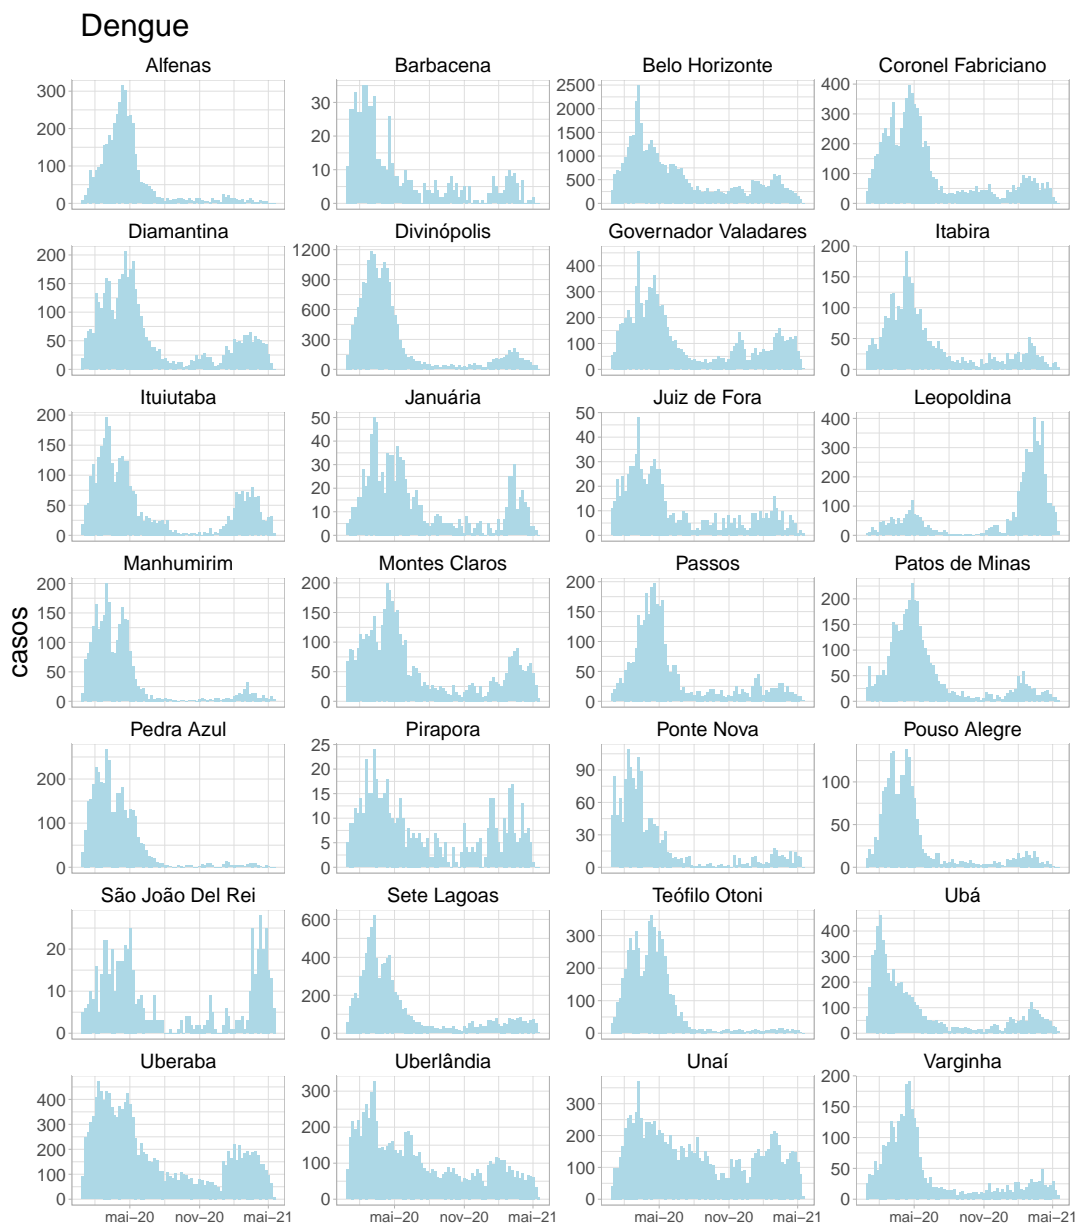 Dengue
Alfenas Barbacena Belo Horizonte Coronel Fabriciano
300 200 100 0
30 20 10 0
2500 2000 1500 1000 500 0
400 300 200 100 0
Diamantina Divinópolis Governador Valadares Itabira
200 150 100 50 0
1200 900 600 300 0
400 300 200 100 0
200 150 100 50 0
Ituiutaba Januária Juiz de Fora Leopoldina
200 150 100 50 0
50 40 30 20 10 0
50 40 30 20 10 0
400 300 200 100 0
Manhumirim Montes Claros Passos Patos de Minas
200 150 100 50 0
200 150 100 50 0
200 150 100 50 0
200 150 100 50 0
casos
Pedra Azul Pirapora Ponte Nova Pouso Alegre
200 100 0
25 20 15 10 5 0
90 60 30 0
100 50 0
São João Del Rei Sete Lagoas Teófilo Otoni Ubá
20 10 0
600 400 200 0
300 200 100 0
400 300 200 100 0
Uberaba Uberlândia Unaí Varginha
400 300 200 100 0
300 200 100 0
300 200 100 0
200 150 100 50 0
mai–20 nov–20 mai–21 mai–20 nov–20 mai–21 mai–20 nov–20 mai–21 mai–20 nov–20 mai–21